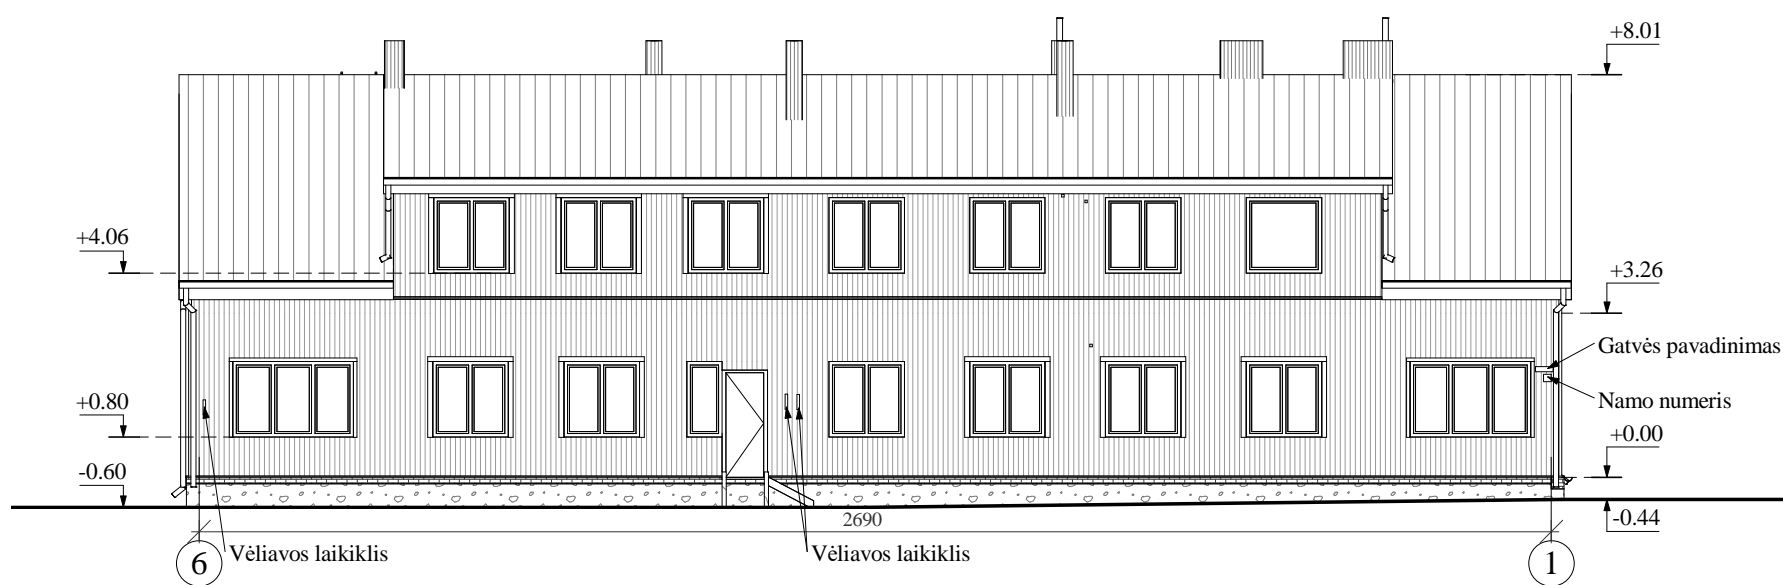 +8.01
+4.06
+3.26
Gatvės pavadinimas
+0.80
Namo numeris
+0.00
-0.60
2690
-0.44
6
Vėliavos laikiklis
Vėliavos laikiklis
1